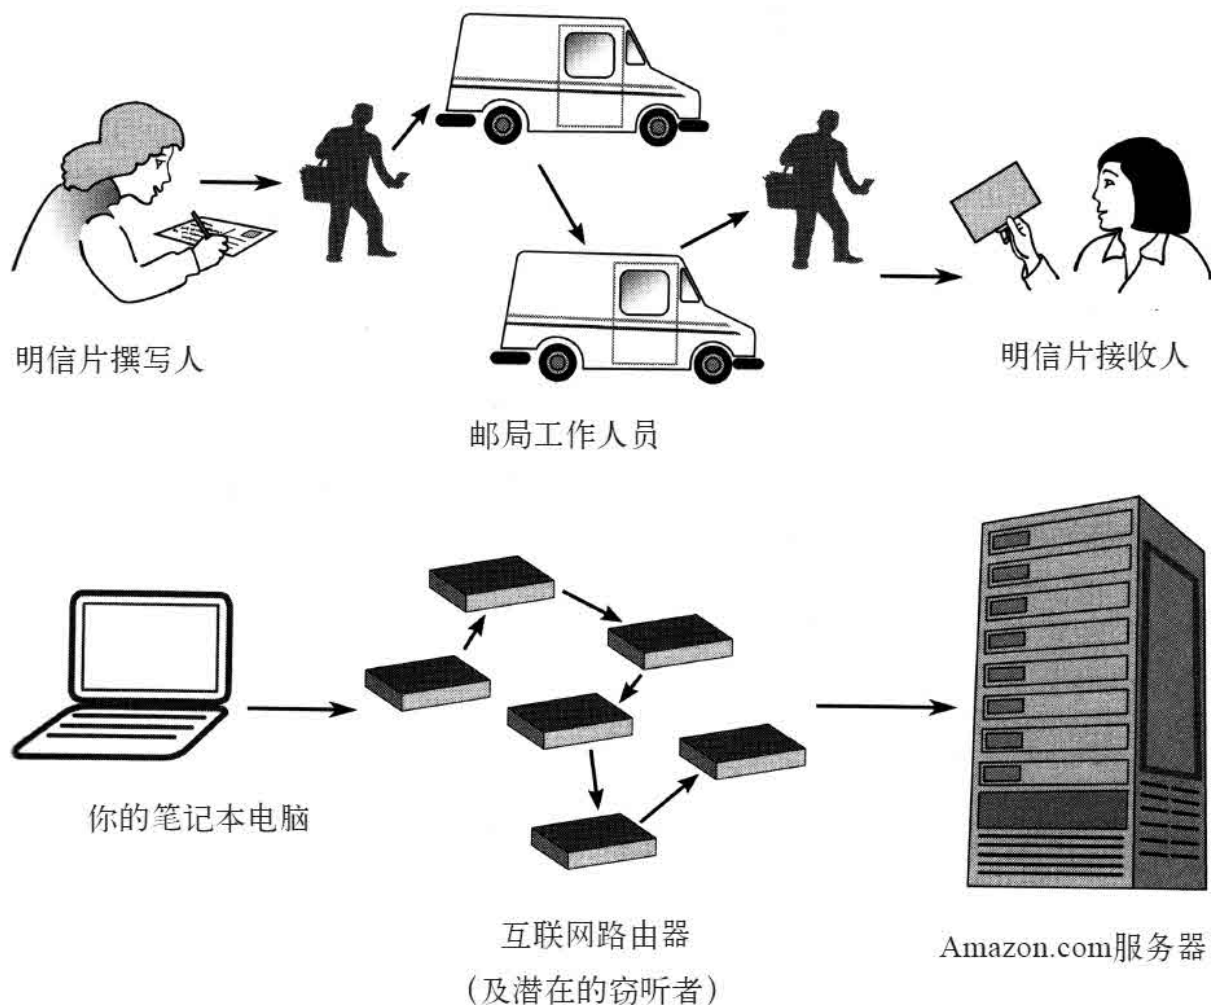 明信片撰写人
明信片接收人
邮局工作人员
你的笔记本电脑
互联网路由器
(及潜在的窃听者)
Amazon.com服务器